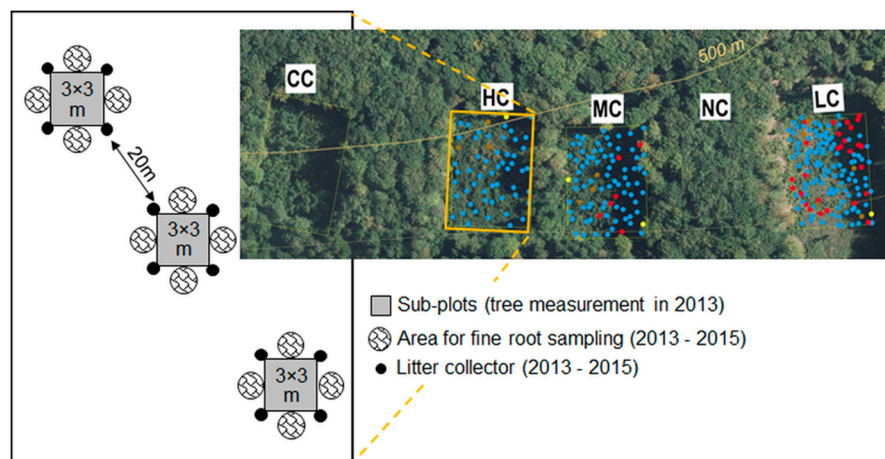 CC
HC
MC
NC
LC
500 m
3×3
m
20m
3×3
m
3×3
m
Sub-plots (tree measurement in 2013)
Area for fine root sampling (2013 - 2015)
Litter collector (2013 - 2015)